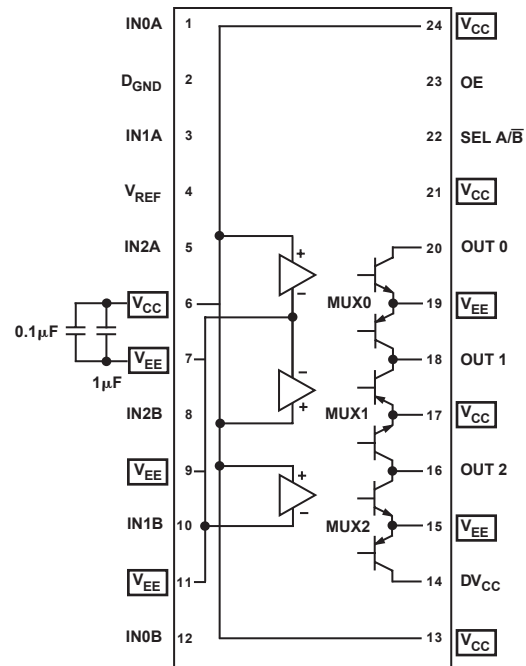 IN0A 1 24 VCC
DGND 2 23 OE
IN1A 3 22 SEL A/B̅
VREF 4 21 VCC
IN2A 5 20 OUT 0
+
VCC 6 MUX0 19 VEE
–
0.1µF
VEE 7 18 OUT 1
1µF
–
IN2B 8 MUX1 17 VCC
+
VEE 9 16 OUT 2
+
IN1B 10 MUX2 15 VEE
–
VEE 11 14 DVCC
IN0B 12 13 VCC